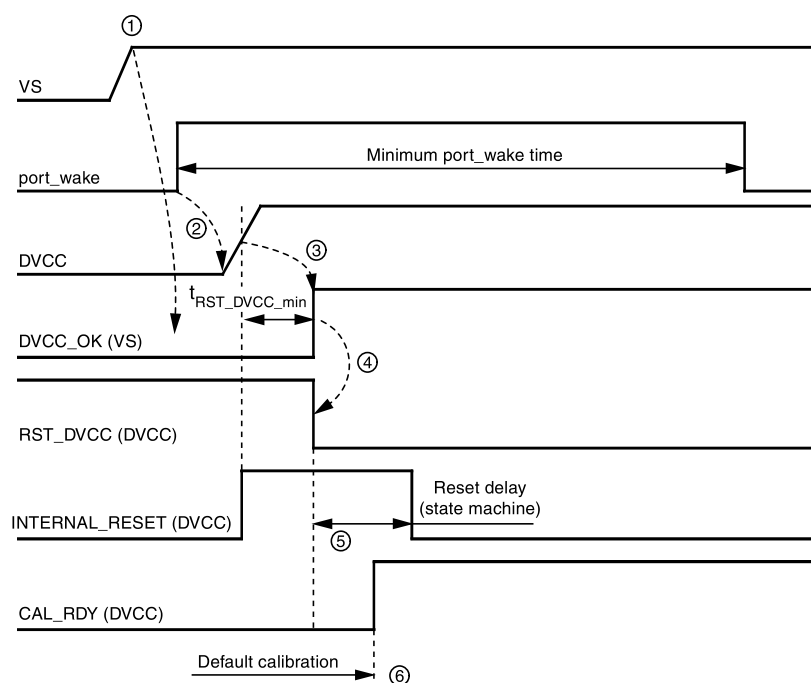 ①
VS
Minimum port_wake time
port_wake
②
③
DVCC
tRST_DVCC_min
DVCC_OK (VS)
④
RST_DVCC (DVCC)
Reset delay
(state machine)
INTERNAL_RESET (DVCC)
⑤
CAL_RDY (DVCC)
Default calibration
⑥